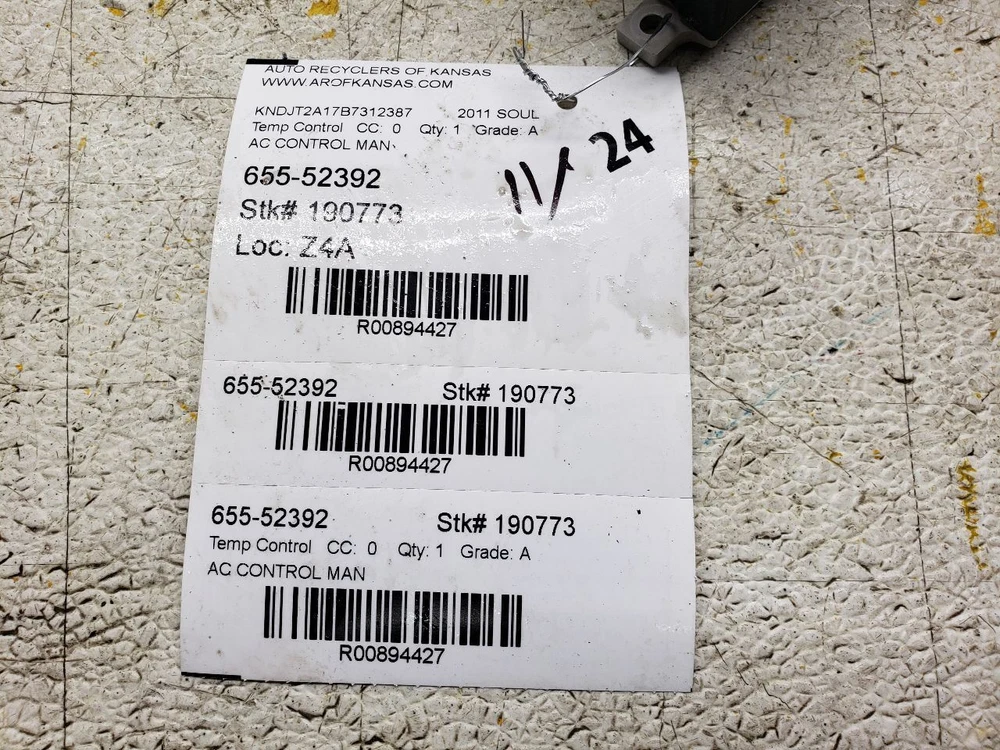 AUTO RECYCLERS OF KANSAS
WWW.AROFKANSAS.COM
KNDJT2A17B7312387 2011 SOUL
Temp Control CC: 0 Qty: 1 Grade: A
AC CONTROL MAN
11/ 24
655-52392
Stk# 190773
Loc: Z4A
R00894427
655-52392 Stk# 190773
R00894427
655-52392 Stk# 190773
Temp Control CC: 0 Qty: 1 Grade: A
AC CONTROL MAN
R00894427